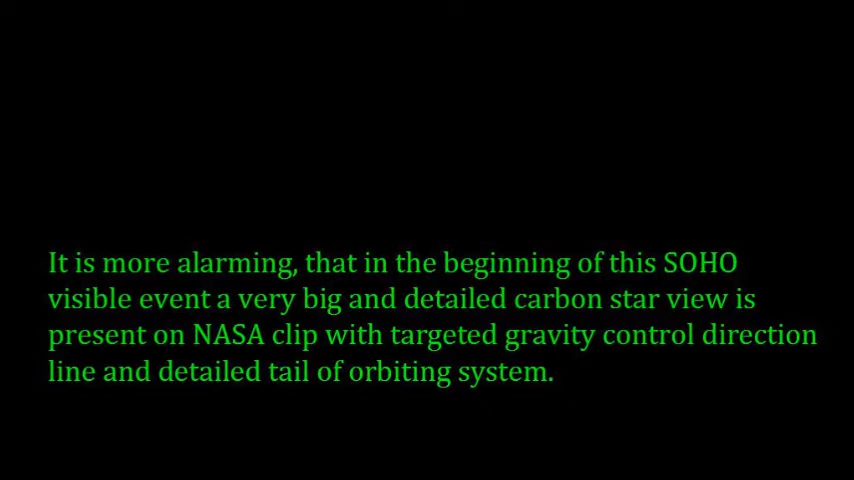 It is more alarming, that in the beginning of this SOHO
visible event a very big and detailed carbon star view is
present on NASA clip with targeted gravity control direction
line and detailed tail of orbiting system.